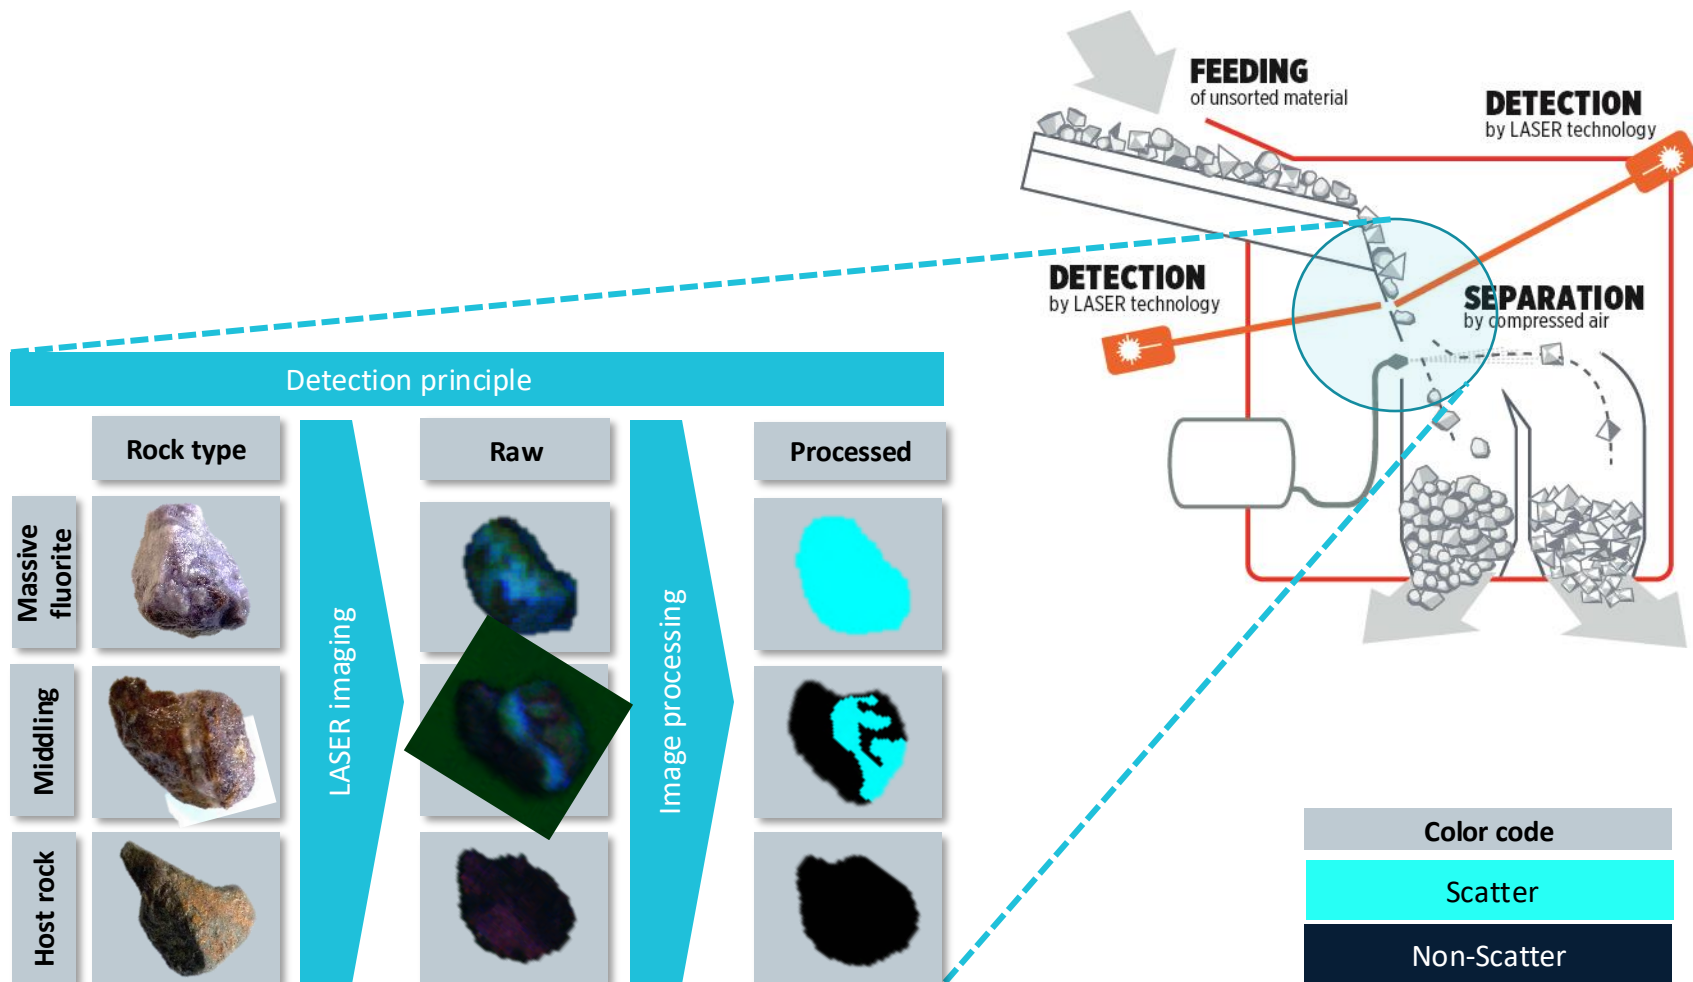 FEEDING
of unsorted material
DETECTION
by LASER technology
DETECTION
by LASER technology
SEPARATION
by compressed air
Detection principle
Rock type
Raw
Processed
Massive
fluorite
Middling
Host rock
LASER imaging
Image processing
Color code
Scatter
Non-Scatter